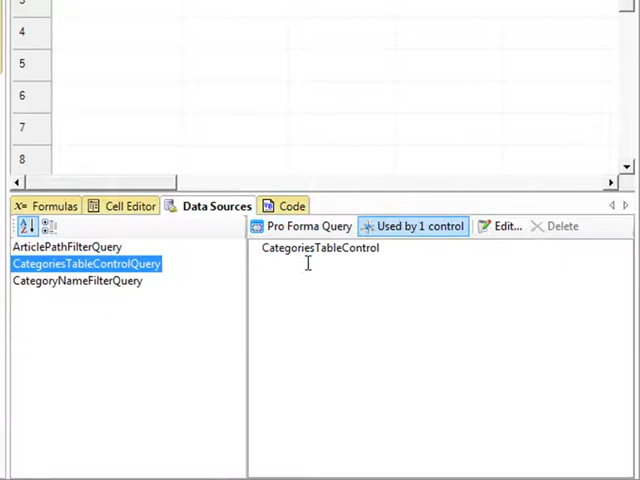 3
4
5
6
7
8
x= Formulas Cell Editor Data Sources Code
Pro Forma Query Used by 1 control Edit... Delete
ArticlePathFilterQuery
CategoriesTableControlQuery
CategoryNameFilterQuery
CategoriesTableControl